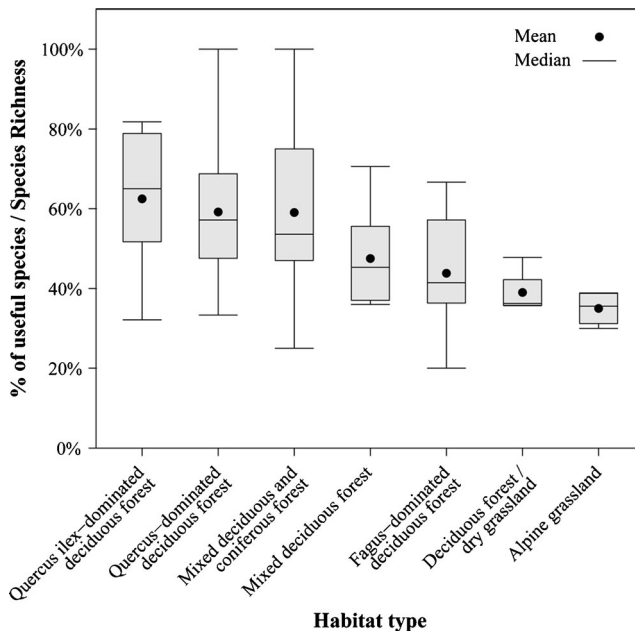 % of useful species / Species Richness
100%
80%
60%
40%
20%
0%
Mean
Median
Quercus ilex–dominated
deciduous forest
Quercus–dominated
deciduous forest
Mixed deciduous and
coniferous forest
Mixed deciduous forest
Fagus–dominated
deciduous forest
Deciduous forest /
dry grassland
Alpine grassland
Habitat type